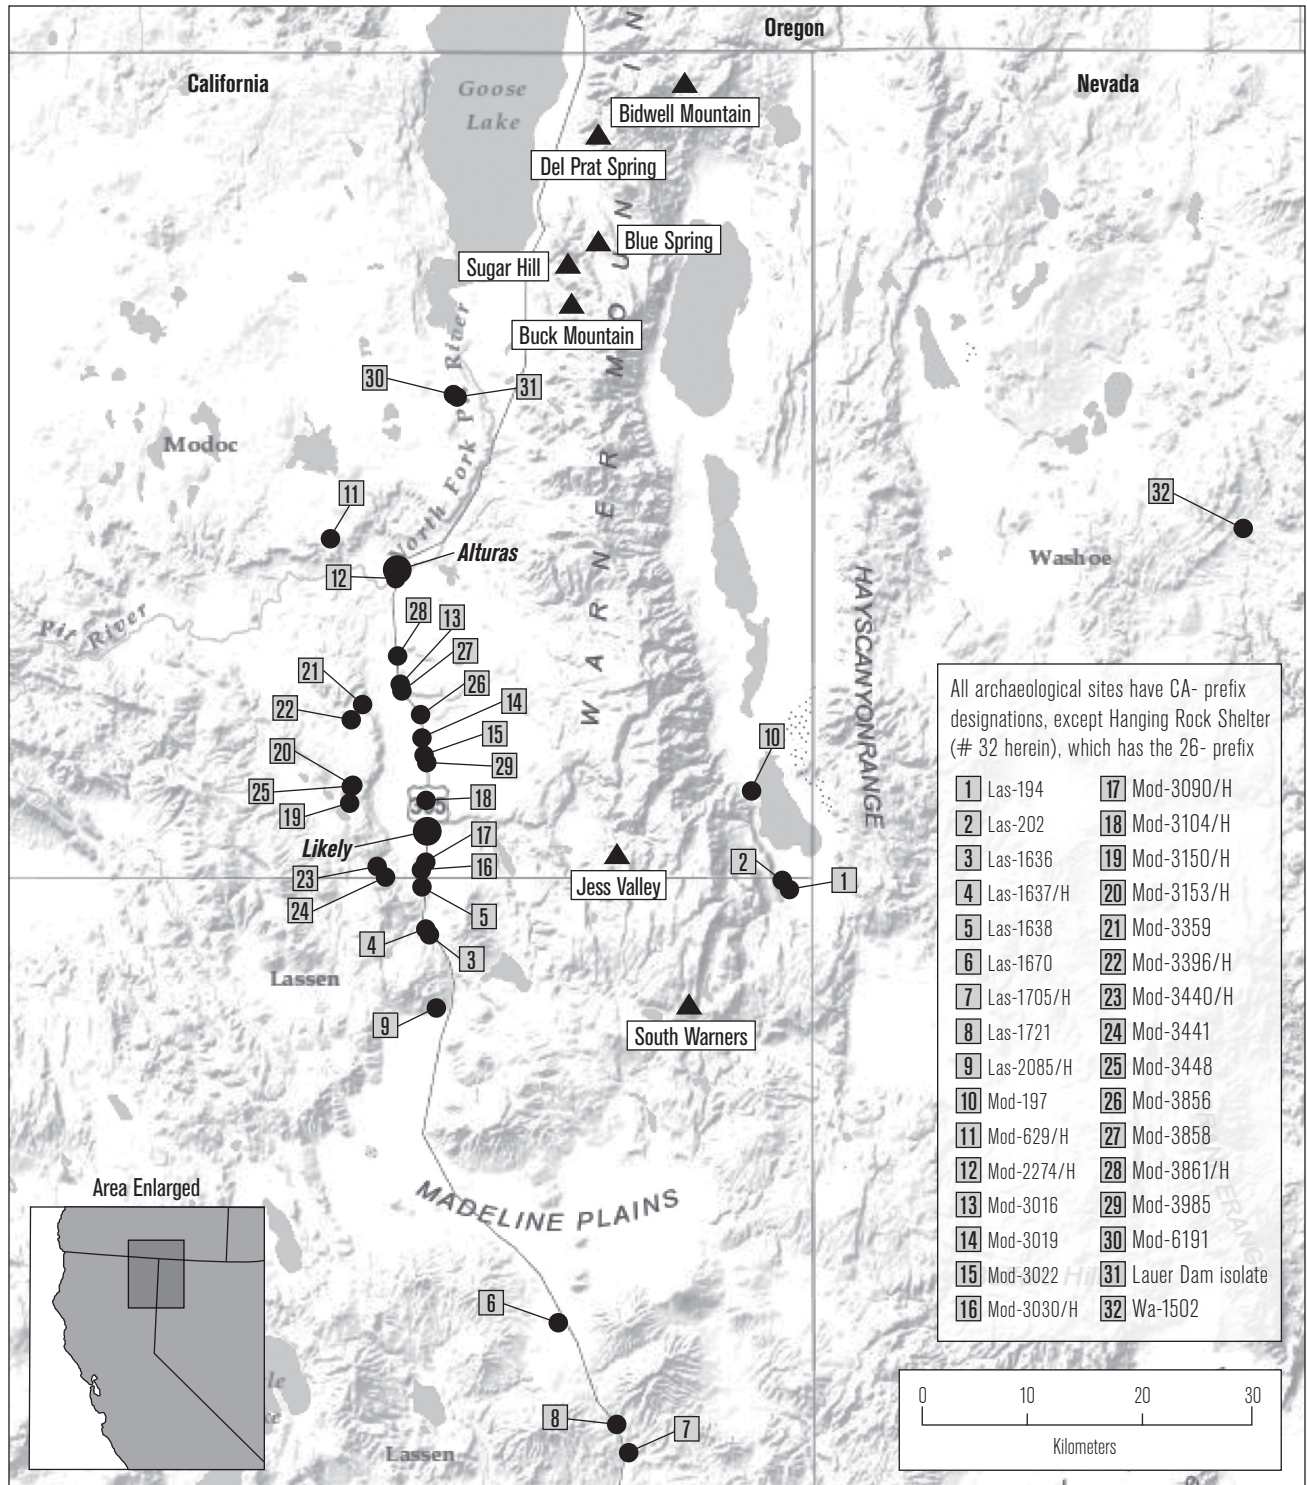 Oregon
California
Nevada
Goose
Lake
Bidwell Mountain
Del Prat Spring
Blue Spring
Sugar Hill
Buck Mountain
WARNER MOUN IN
North Fork Pit River
30
31
Modoc
11
32
Alturas
Washoe
12
Pit River
28
13
27
21
26
22
14
15
10
20
29
25
18
19
HAYSCANYONRANGE
Likely
17
16
23
2
1
Jess Valley
24
5
4
3
Lassen
9
South Warners
MADELINE PLAINS
6
8
7
Lassen
All archaeological sites have CA- prefix
designations, except Hanging Rock Shelter
(# 32 herein), which has the 26- prefix
1 Las-194
2 Las-202
3 Las-1636
4 Las-1637/H
5 Las-1638
6 Las-1670
7 Las-1705/H
8 Las-1721
9 Las-2085/H
10 Mod-197
11 Mod-629/H
12 Mod-2274/H
13 Mod-3016
14 Mod-3019
15 Mod-3022
16 Mod-3030/H
17 Mod-3090/H
18 Mod-3104/H
19 Mod-3150/H
20 Mod-3153/H
21 Mod-3359
22 Mod-3396/H
23 Mod-3440/H
24 Mod-3441
25 Mod-3448
26 Mod-3856
27 Mod-3858
28 Mod-3861/H
29 Mod-3985
30 Mod-6191
31 Lauer Dam isolate
32 Wa-1502
Area Enlarged
0 10 20 30
Kilometers